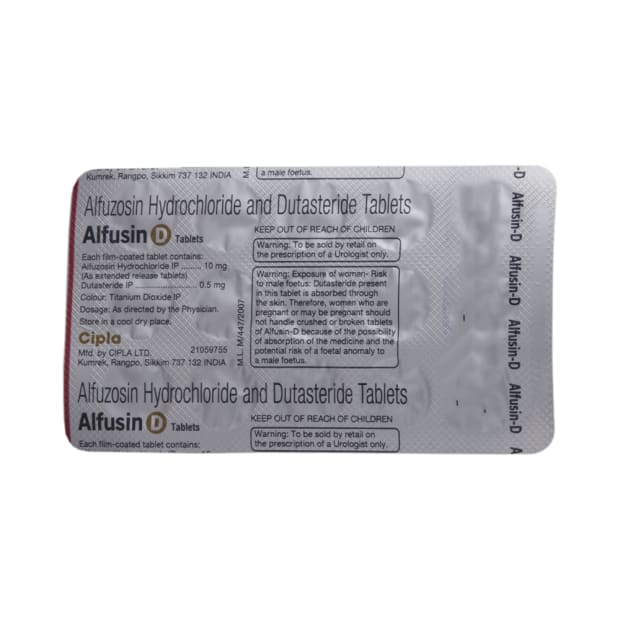 Kumrek, Rangpo, Sikkim 737 132 INDIA
a male foetus.
Alfuzosin Hydrochloride and Dutasteride Tablets
Alfusin D Tablets
Each film-coated tablet contains:
Alfuzosin Hydrochloride IP ......... 10 mg
(As extended release tablets)
Dutasteride IP ........................ 0.5 mg
Colour: Titanium Dioxide IP
Dosage: As directed by the Physician.
Store in a cool dry place.
Cipla
Mfd. by CIPLA LTD. 21059755
Kumrek, Rangpo, Sikkim 737 132 INDIA
M.L. M/447/2007
KEEP OUT OF REACH OF CHILDREN
Warning: To be sold by retail on
the prescription of a Urologist only.
Warning: Exposure of women- Risk
to male foetus: Dutasteride present
in this tablet is absorbed through
the skin. Therefore, women who are
pregnant or may be pregnant should
not handle crushed or broken tablets
of Alfusin-D because of the possibility
of absorption of the medicine and the
potential risk of a foetal anomaly to
a male foetus.
Alfuzosin Hydrochloride and Dutasteride Tablets
Alfusin D Tablets
Each film-coated tablet contains:
KEEP OUT OF REACH OF CHILDREN
Warning: To be sold by retail on
the prescription of a Urologist only.
-D Alfusin-D Alfusin-D Alfusin-D Alfusin-D A